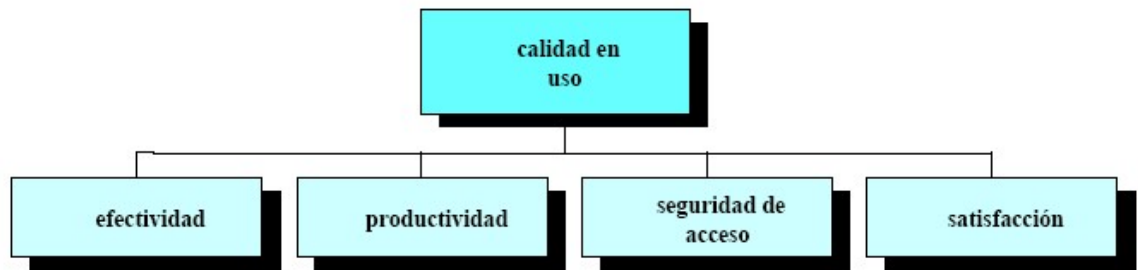 calidad en
uso
efectividad
productividad
seguridad de
acceso
satisfacción